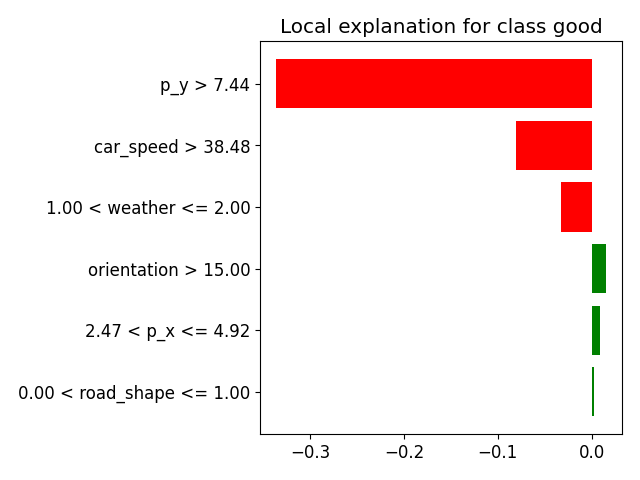 Local explanation for class good
p_y > 7.44
car_speed > 38.48
1.00 < weather <= 2.00
orientation > 15.00
2.47 < p_x <= 4.92
0.00 < road_shape <= 1.00
−0.3 −0.2 −0.1 0.0